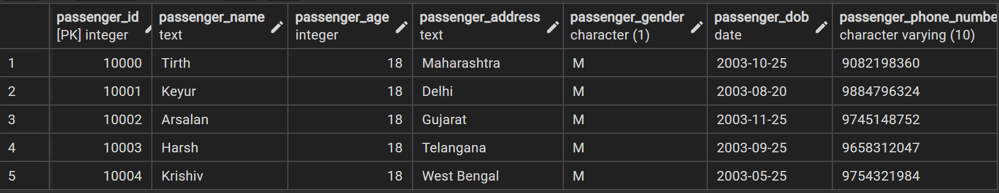 passenger_id passenger_name passenger_age passenger_address passenger_gender passenger_dob passenger_phone_numbe
[PK] integer text integer text character (1) date character varying (10)
1 10000 Tirth 18 Maharashtra M 2003-10-25 9082198360
2 10001 Keyur 18 Delhi M 2003-08-20 9884796324
3 10002 Arsalan 18 Gujarat M 2003-11-25 9745148752
4 10003 Harsh 18 Telangana M 2003-09-25 9658312047
5 10004 Krishiv 18 West Bengal M 2003-05-25 9754321984